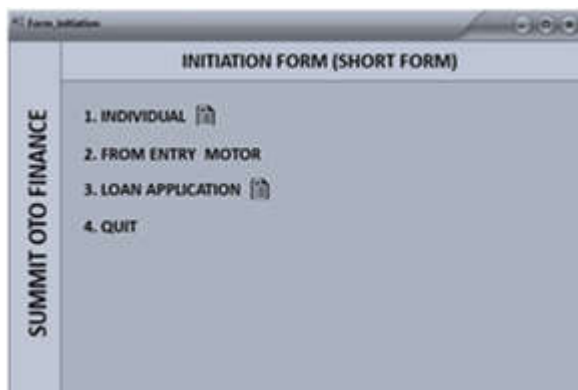 Form_Initiation
INITIATION FORM (SHORT FORM)
SUMMIT OTO FINANCE
1. INDIVIDUAL
2. FROM ENTRY MOTOR
3. LOAN APPLICATION
4. QUIT